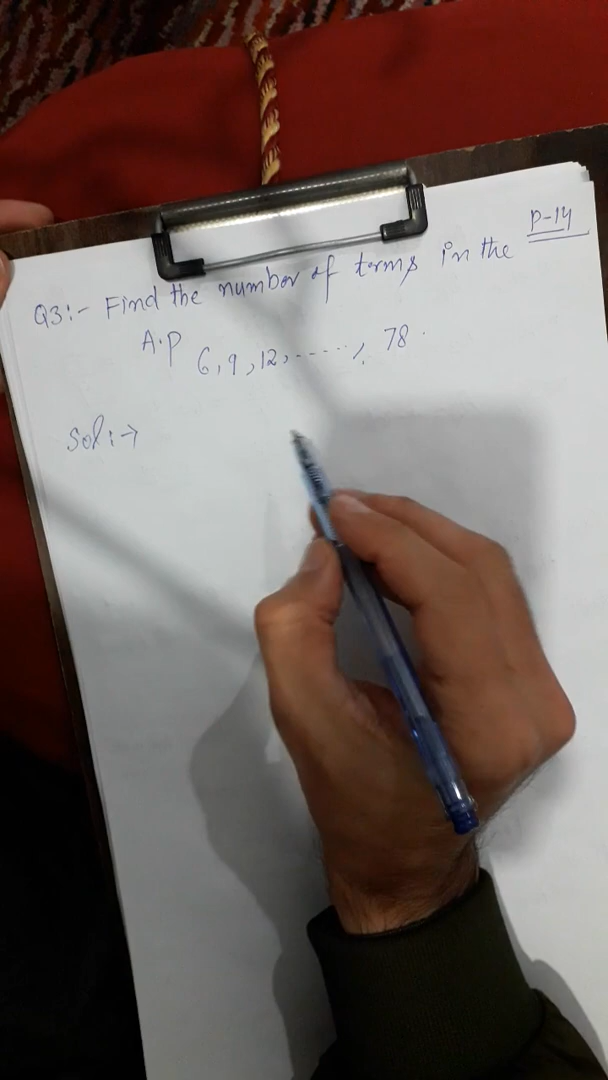 P-14
Q3:- Find the number of terms in the
A.P 6, 9, 12, ....., 78.
Sol:→